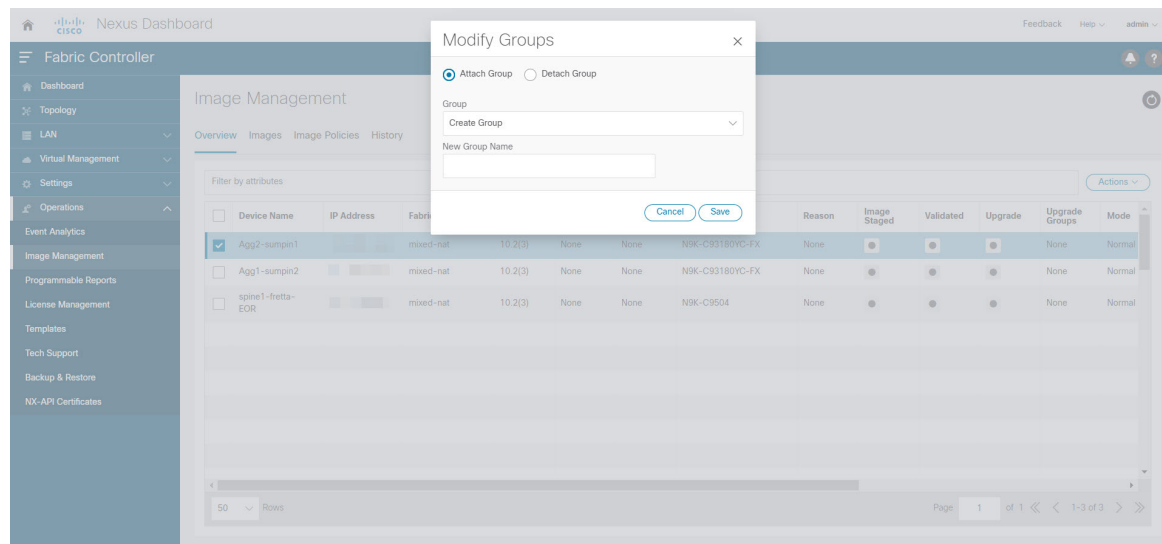 cisco Nexus Dashboard
Feedback Help admin
Fabric Controller
?
Modify Groups
Attach Group Detach Group
Group
Create Group
New Group Name
Cancel Save
Dashboard
Topology
LAN
Virtual Management
Settings
Operations
Event Analytics
Image Management
Programmable Reports
License Management
Templates
Tech Support
Backup & Restore
NX-API Certificates
Image Management
Overview Images Image Policies History
Filter by attributes
Actions
Device Name IP Address Fabric Reason Image Staged Validated Upgrade Upgrade Groups Mode
Agg2-sumpin1 mixed-nat 10.2(3) None None N9K-C93180YC-FX None None Normal
Agg1-sumpin2 mixed-nat 10.2(3) None None N9K-C93180YC-FX None None Normal
spine1-fretta-EOR mixed-nat 10.2(3) None None N9K-C9504 None None Normal
50 Rows
Page 1 of 1 1-3 of 3